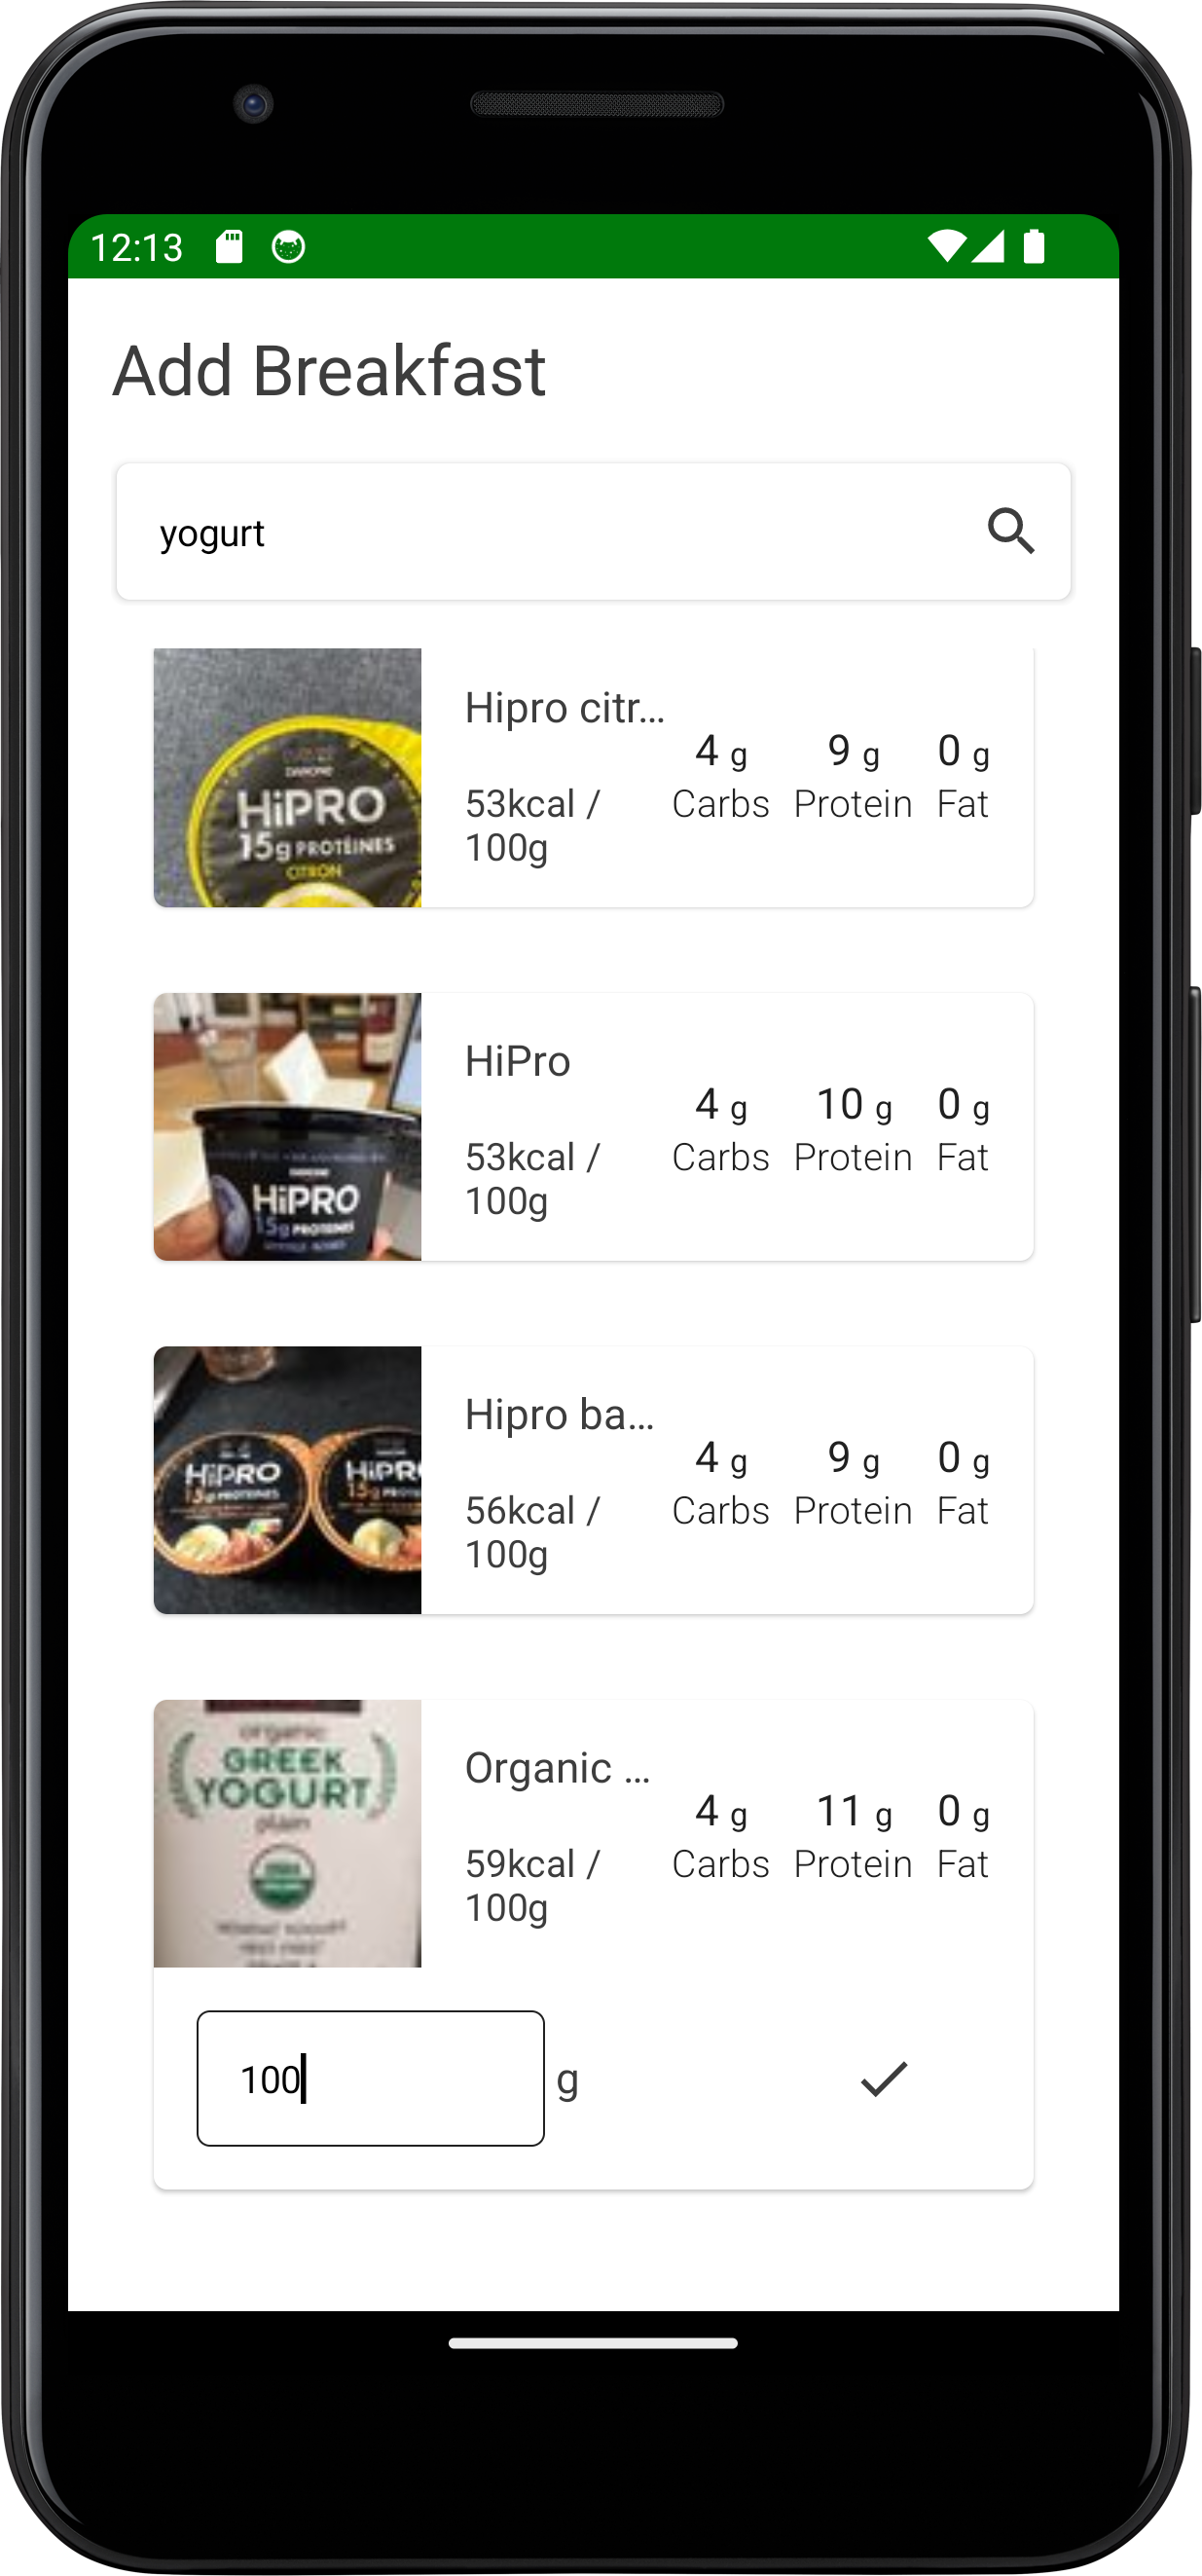 12:13
Add Breakfast
yogurt
HiPRO
15g PROTÉINES
CITRON
Hipro citr...
4 g 9 g 0 g
53kcal / Carbs Protein Fat
100g
HiPRO
15g PROTEINES
HiPro
4 g 10 g 0 g
53kcal / Carbs Protein Fat
100g
HiPRO
15g PROTEINES
Hipro ba...
4 g 9 g 0 g
56kcal / Carbs Protein Fat
100g
organic
GREEK
YOGURT
plain
Organic ...
4 g 11 g 0 g
59kcal / Carbs Protein Fat
100g
100 g